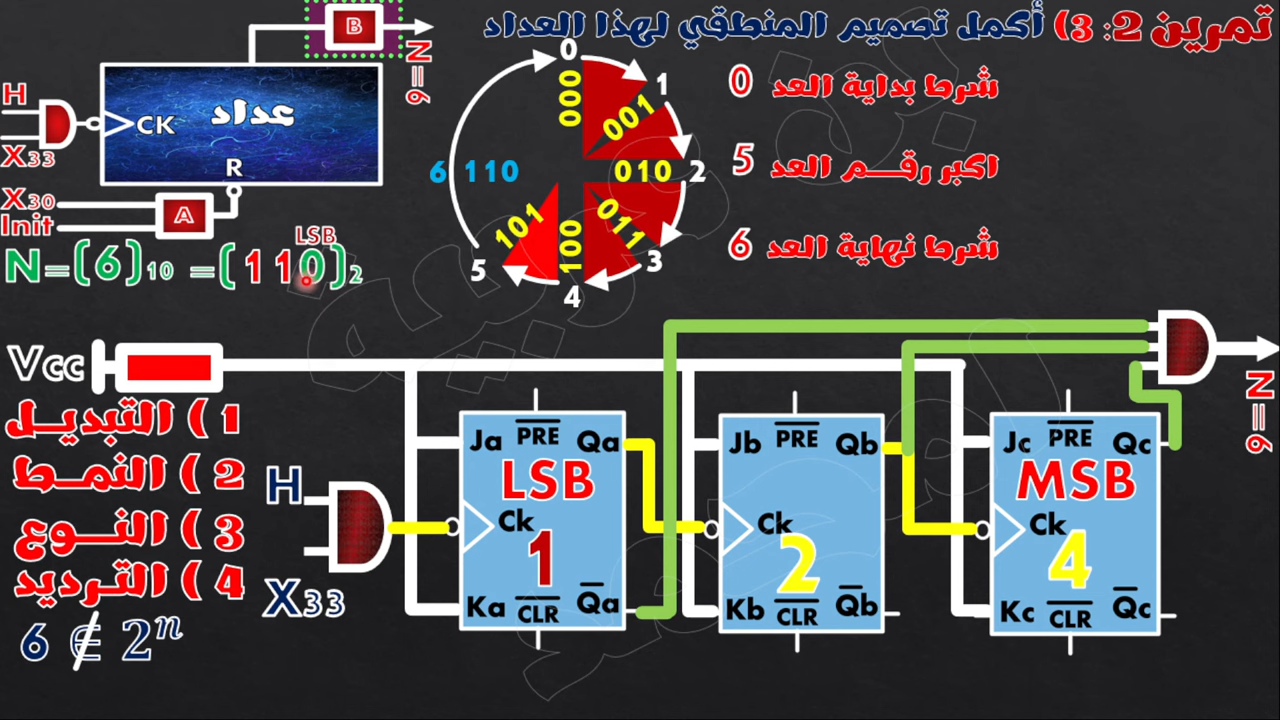 تمرين 2: 3) أكمل تصميم المنطقي لهذا العداد
B
N=6
H
X33
CK
عداد
R
X30
Init
A
LSB
N=(6)10 =(110)2
0
000
1
001
2
010
3
011
4
100
5
101
6 110
شرط بداية العد 0
اكبر رقم العد 5
شرط نهاية العد 6
Vcc
1 ) التبديل
2 ) النمط
3 ) النوع
4 ) الترديد
6 ∉ 2ⁿ
H
X33
Ja PRE Qa
LSB
Ck
1
Ka CLR Qa
Jb PRE Qb
Ck
2
Kb CLR Qb
Jc PRE Qc
MSB
Ck
4
Kc CLR Qc
N=6